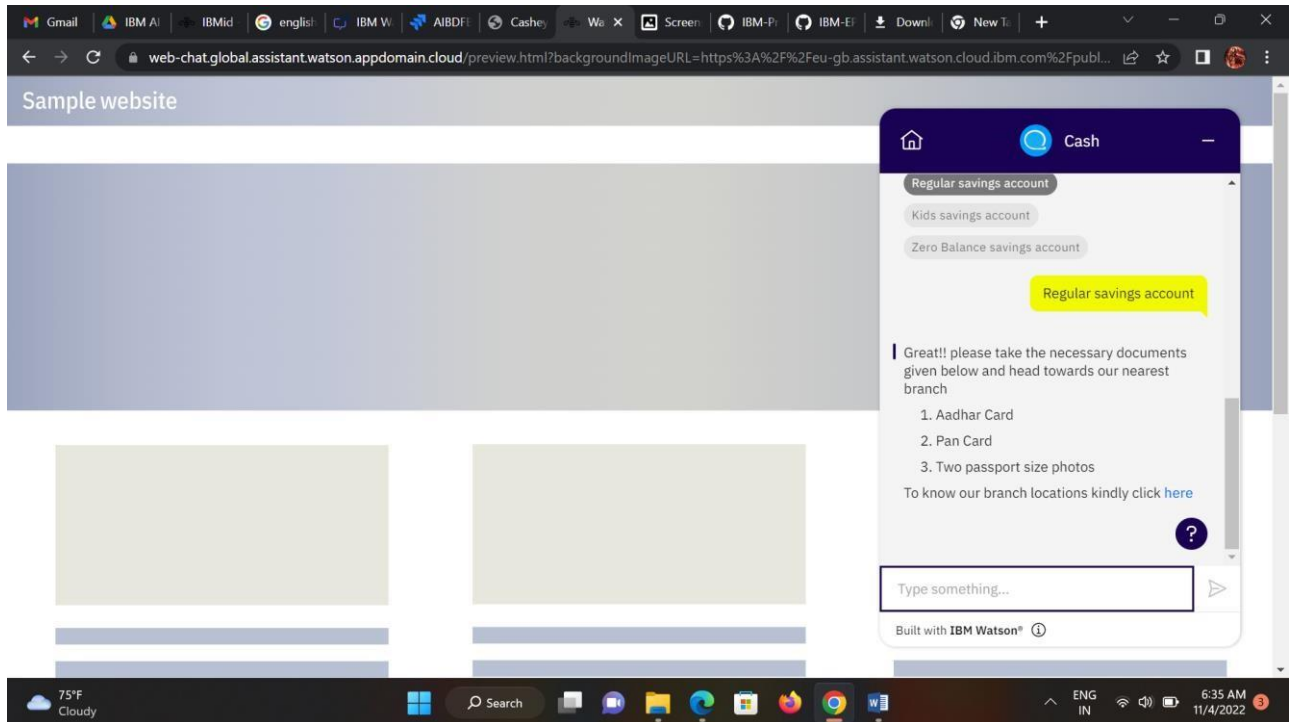 Gmail IBM AI IBMid english IBM W AIBDFE Cashey Wa Screen IBM-Pr IBM-EF Downl New Ta
web-chat.global.assistant.watson.appdomain.cloud/preview.html?backgroundImageURL=https%3A%2F%2Feu-gb.assistant.watson.cloud.ibm.com%2Fpubl...
Sample website
Cash
Regular savings account
Kids savings account
Zero Balance savings account
Regular savings account
Great!! please take the necessary documents
given below and head towards our nearest
branch
1. Aadhar Card
2. Pan Card
3. Two passport size photos
To know our branch locations kindly click here
?
Type something...
Built with IBM Watson®
75°F
Cloudy
Search
ENG
IN
6:35 AM
11/4/2022
3